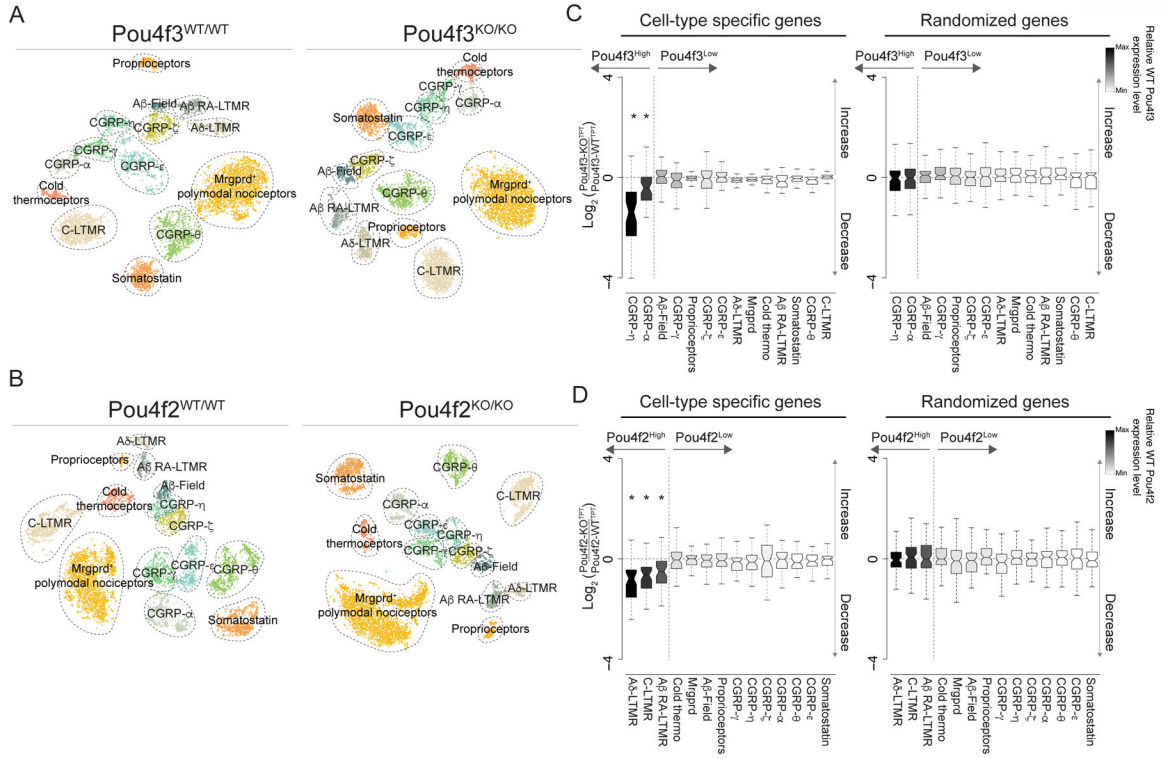 A
Pou4f3WT/WT
Pou4f3KO/KO
Proprioceptors
Aβ-Field
Aβ RA-LTMR
CGRP-η
CGRP-ζ
Aδ-LTMR
CGRP-γ
CGRP-α
CGRP-ε
Cold
thermoceptors
Mrgprd+
polymodal nociceptors
C-LTMR
CGRP-θ
Somatostatin
Cold
thermoceptors
CGRP-γ
CGRP-η
CGRP-α
Somatostatin
CGRP-ε
CGRP-ζ
Aβ-Field
CGRP-θ
Mrgprd+
polymodal nociceptors
Aβ RA-LTMR
Proprioceptors
Aδ-LTMR
C-LTMR
B
Pou4f2WT/WT
Pou4f2KO/KO
Aδ-LTMR
Proprioceptors
Aβ RA-LTMR
Aβ-Field
Cold
thermoceptors
CGRP-η
CGRP-ζ
C-LTMR
Mrgprd+
polymodal nociceptors
CGRP-γ
CGRP-ε
CGRP-θ
CGRP-α
Somatostatin
Somatostatin
CGRP-θ
C-LTMR
CGRP-α
Cold
thermoceptors
CGRP-ε
CGRP-η
CGRP-γ
CGRP-ζ
Aβ-Field
Mrgprd+
polymodal nociceptors
Aδ-LTMR
Aβ RA-LTMR
Proprioceptors
C
Cell-type specific genes
Randomized genes
Pou4f3High
Pou4f3Low
Pou4f3High
Pou4f3Low
Max
Min
Relative WT Pou4f3
expression level
Log2 (Pou4f3-KOTPT
Pou4f3-WTTPT)
4
0
−4
* *
Increase
Decrease
CGRP-η
CGRP-α
Aβ-Field
CGRP-γ
Proprioceptors
CGRP-ζ
CGRP-ε
Aδ-LTMR
Mrgprd
Cold thermo
Aβ RA-LTMR
Somatostatin
CGRP-θ
C-LTMR
4
0
−4
Increase
Decrease
CGRP-η
CGRP-α
Aβ-Field
CGRP-γ
Proprioceptors
CGRP-ζ
CGRP-ε
Aδ-LTMR
Mrgprd
Cold thermo
Aβ RA-LTMR
Somatostatin
CGRP-θ
C-LTMR
D
Cell-type specific genes
Randomized genes
Pou4f2High
Pou4f2Low
Pou4f2High
Pou4f2Low
Max
Min
Relative WT Pou4f2
expression level
Log2 (Pou4f2-KOTPT
Pou4f2-WTTPT)
4
0
−4
* * *
Increase
Decrease
Aδ-LTMR
C-LTMR
Aβ RA-LTMR
Cold thermo
Mrgprd
Aβ-Field
Proprioceptors
CGRP-γ
CGRP-η
CGRP-ζ
CGRP-α
CGRP-θ
CGRP-ε
Somatostatin
4
0
−4
Increase
Decrease
Aδ-LTMR
C-LTMR
Aβ RA-LTMR
Cold thermo
Mrgprd
Aβ-Field
Proprioceptors
CGRP-γ
CGRP-η
CGRP-ζ
CGRP-α
CGRP-θ
CGRP-ε
Somatostatin